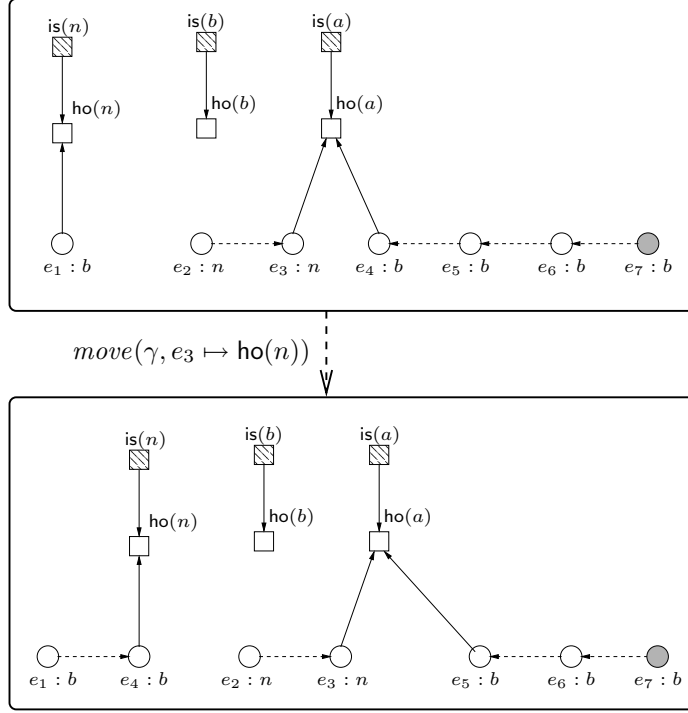 is(n) is(b) is(a)
ho(n) ho(b) ho(a)
e₁ : b e₂ : n e₃ : n e₄ : b e₅ : b e₆ : b e₇ : b
move(γ, e₃ ↦ ho(n))
is(n) is(b) is(a)
ho(n) ho(b) ho(a)
e₁ : b e₄ : b e₂ : n e₃ : n e₅ : b e₆ : b e₇ : b